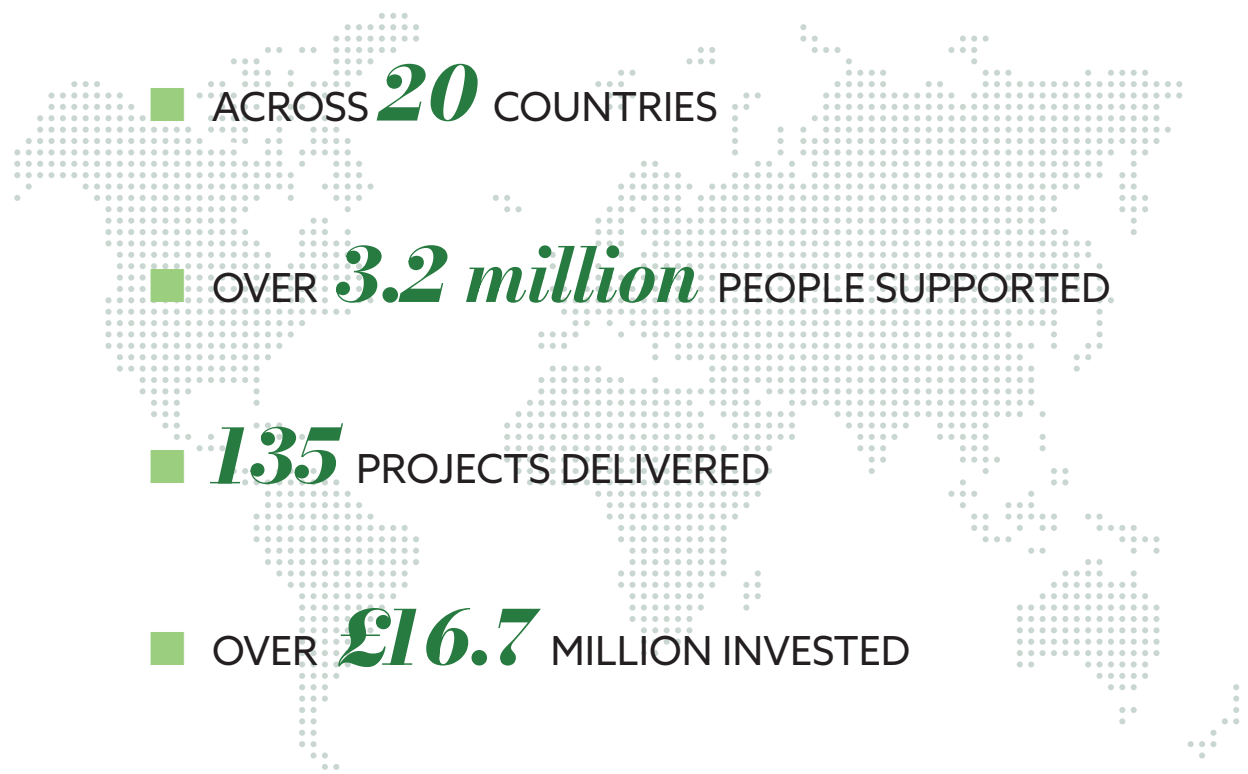 ACROSS 20 COUNTRIES
OVER 3.2 million PEOPLE SUPPORTED
135 PROJECTS DELIVERED
OVER £16.7 MILLION INVESTED